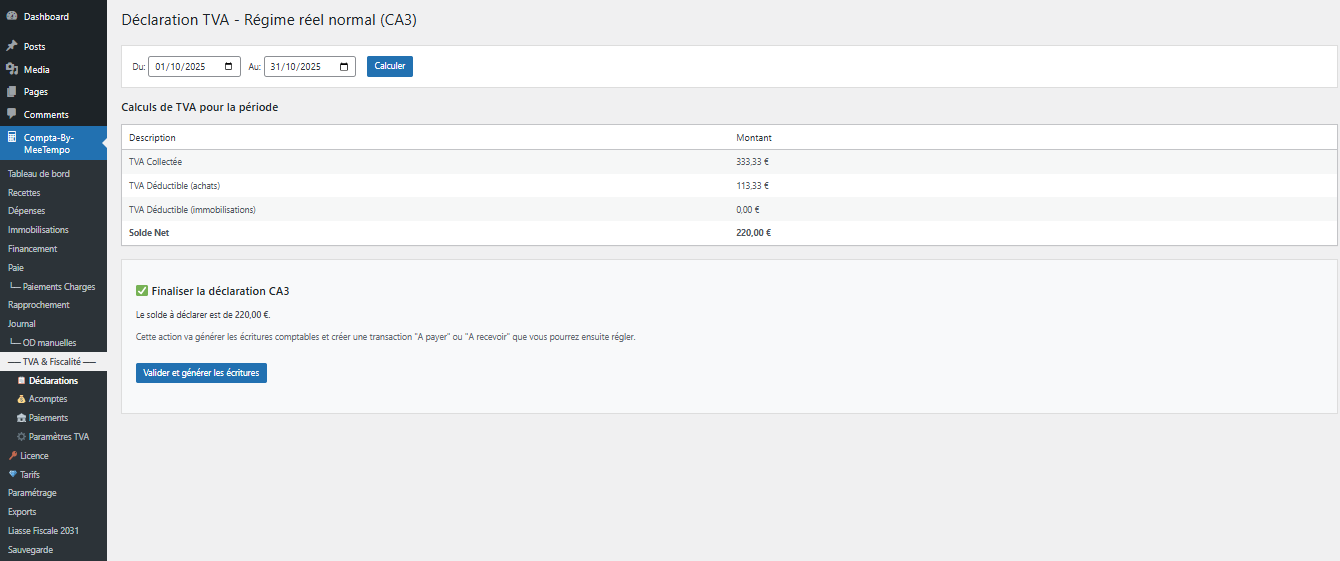 Dashboard
Posts
Media
Pages
Comments
Compta-By-
MeeTempo
Tableau de bord
Recettes
Dépenses
Immobilisations
Financement
Paie
Paiements Charges
Rapprochement
Journal
OD manuelles
TVA & Fiscalité
Déclarations
Acomptes
Paiements
Paramètres TVA
Licence
Tarifs
Paramétrage
Exports
Liasse Fiscale 2031
Sauvegarde
Déclaration TVA - Régime réel normal (CA3)
Du: 01/10/2025 Au: 31/10/2025 Calculer
Calculs de TVA pour la période
Description Montant
TVA Collectée 333,33 €
TVA Déductible (achats) 113,33 €
TVA Déductible (immobilisations) 0,00 €
Solde Net 220,00 €
Finaliser la déclaration CA3
Le solde à déclarer est de 220,00 €.
Cette action va générer les écritures comptables et créer une transaction "A payer" ou "A recevoir" que vous pourrez ensuite régler.
Valider et générer les écritures